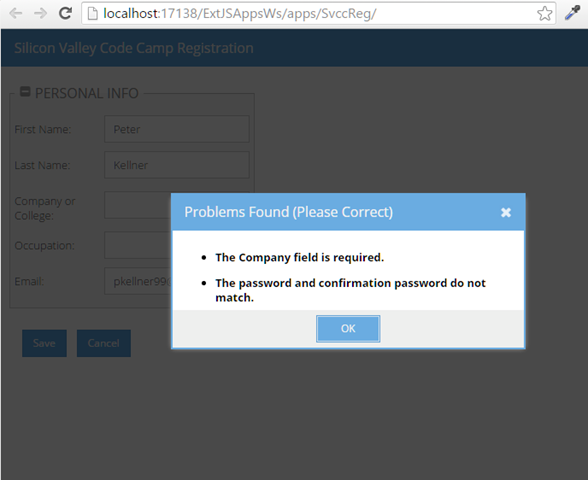 localhost:17138/ExtJSAppsWs/apps/SvccReg/
Silicon Valley Code Camp Registration
PERSONAL INFO
First Name: Peter
Last Name: Kellner
Company or
College:
Occupation:
Email: pkellner99
Problems Found (Please Correct)
The Company field is required.
The password and confirmation password do not
match.
OK
Save Cancel